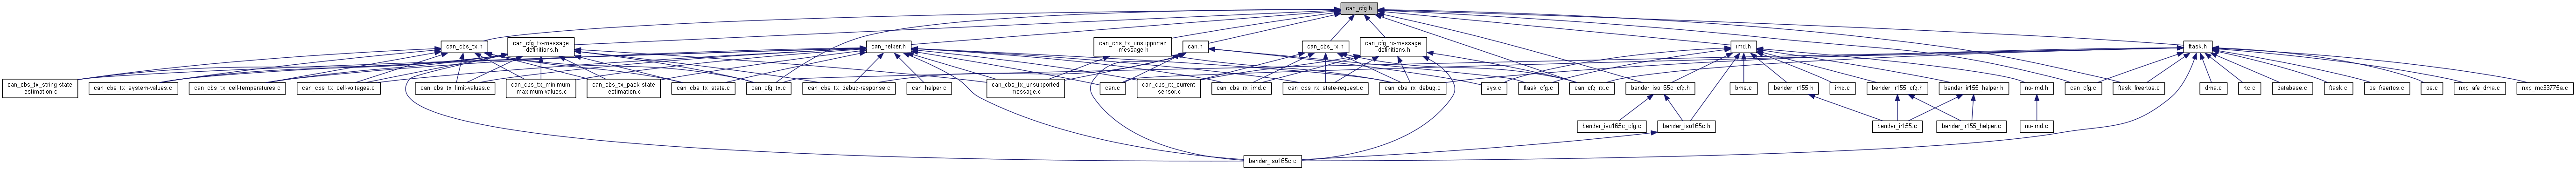 can_cfg.h
can_cbs_tx.h
can_cfg_tx-message
-definitions.h
can_helper.h
can_cbs_tx_unsupported
-message.h
can.h
can_cbs_rx.h
can_cfg_rx-message
-definitions.h
imd.h
ftask.h
can_cbs_tx_string-state
-estimation.c
can_cbs_tx_system-values.c
can_cbs_tx_cell-temperatures.c
can_cbs_tx_cell-voltages.c
can_cbs_tx_limit-values.c
can_cbs_tx_minimum
-maximum-values.c
can_cbs_tx_pack-state
-estimation.c
can_cbs_tx_state.c
can_cfg_tx.c
can_cbs_tx_debug-response.c
can_helper.c
can_cbs_tx_unsupported
-message.c
can.c
can_cbs_rx_current
-sensor.c
can_cbs_rx_imd.c
can_cbs_rx_state-request.c
can_cbs_rx_debug.c
sys.c
ftask_cfg.c
can_cfg_rx.c
bender_iso165c_cfg.h
bms.c
bender_ir155.h
imd.c
bender_ir155_cfg.h
bender_ir155_helper.h
no-imd.h
can_cfg.c
ftask_freertos.c
dma.c
rtc.c
database.c
ftask.c
os_freertos.c
os.c
nxp_afe_dma.c
nxp_mc33775a.c
bender_iso165c_cfg.c
bender_iso165c.h
bender_ir155.c
bender_ir155_helper.c
no-imd.c
bender_iso165c.c